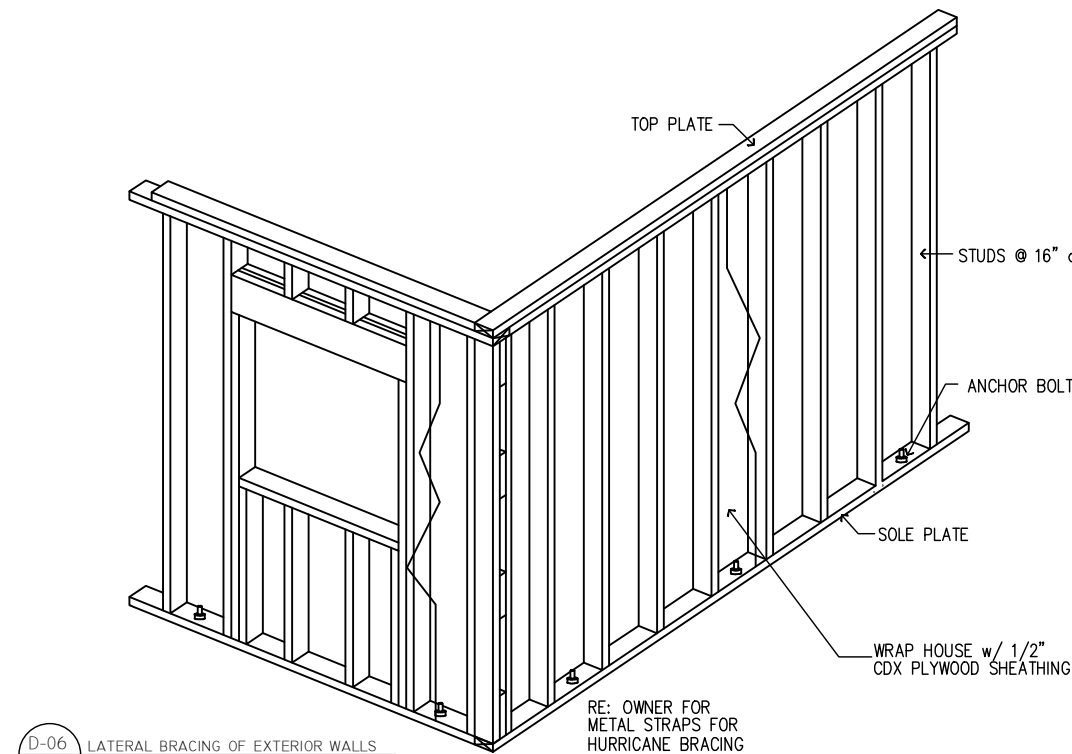 TOP PLATE
STUDS @ 16"
ANCHOR BOLT
SOLE PLATE
WRAP HOUSE w/ 1/2"
CDX PLYWOOD SHEATHING
RE: OWNER FOR
METAL STRAPS FOR
HURRICANE BRACING
D-06 LATERAL BRACING OF EXTERIOR WALLS